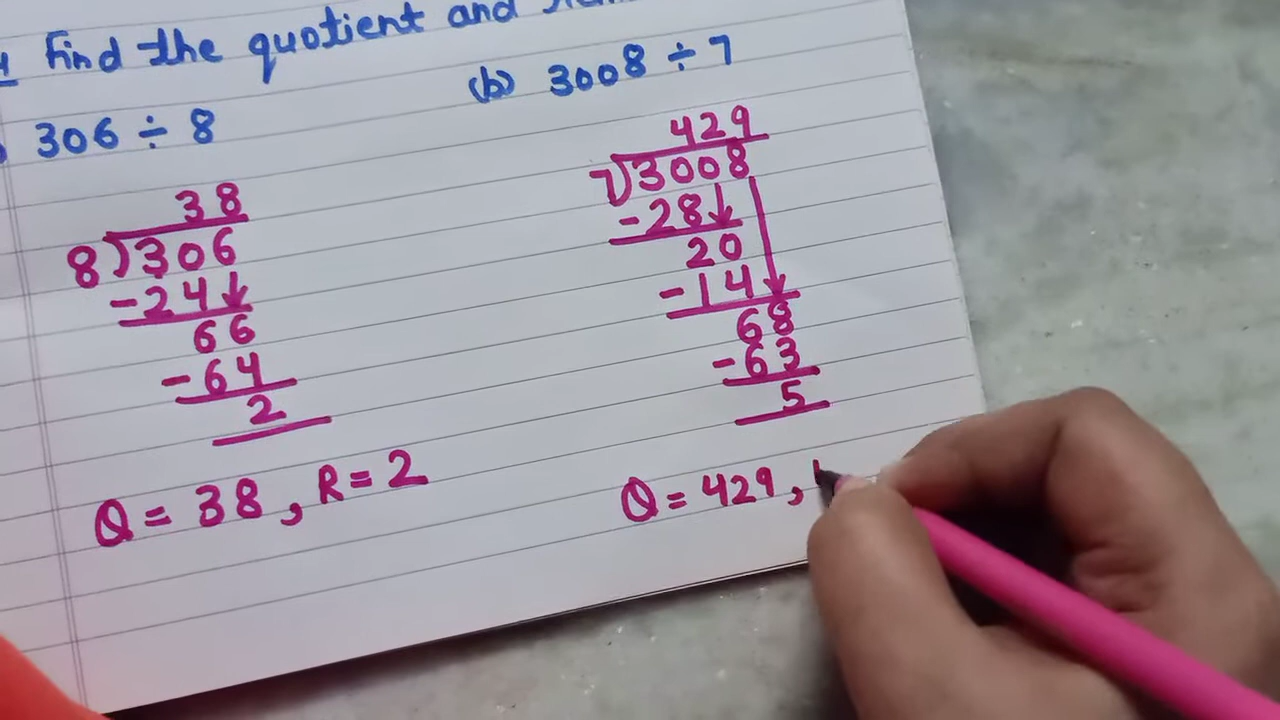 Find the quotient and
306 ÷ 8
38
8)306
-24↓
66
-64
2
Q = 38, R = 2
(b) 3008 ÷ 7
429
7)3008
-28↓
20
-14↓
68
-63
5
Q = 429,